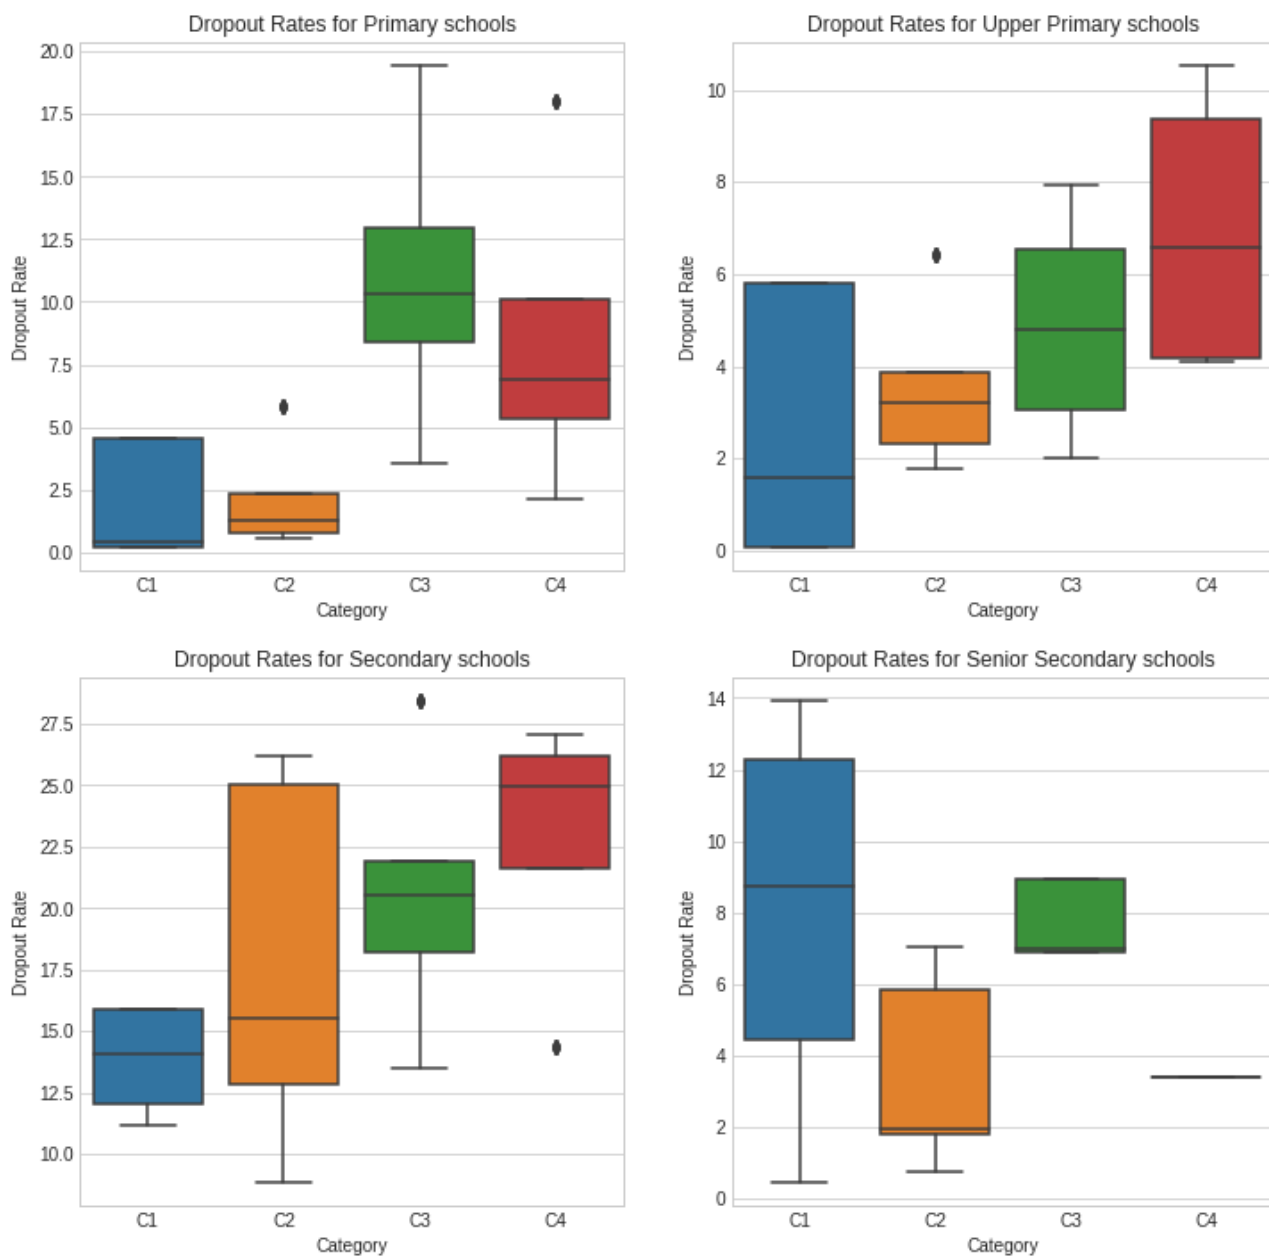 Dropout Rates for Primary schools
20.0
17.5
15.0
12.5
10.0
7.5
5.0
2.5
0.0
Dropout Rate
C1 C2 C3 C4
Category
Dropout Rates for Upper Primary schools
10
8
6
4
2
0
Dropout Rate
C1 C2 C3 C4
Category
Dropout Rates for Secondary schools
27.5
25.0
22.5
20.0
17.5
15.0
12.5
10.0
Dropout Rate
C1 C2 C3 C4
Category
Dropout Rates for Senior Secondary schools
14
12
10
8
6
4
2
0
Dropout Rate
C1 C2 C3 C4
Category